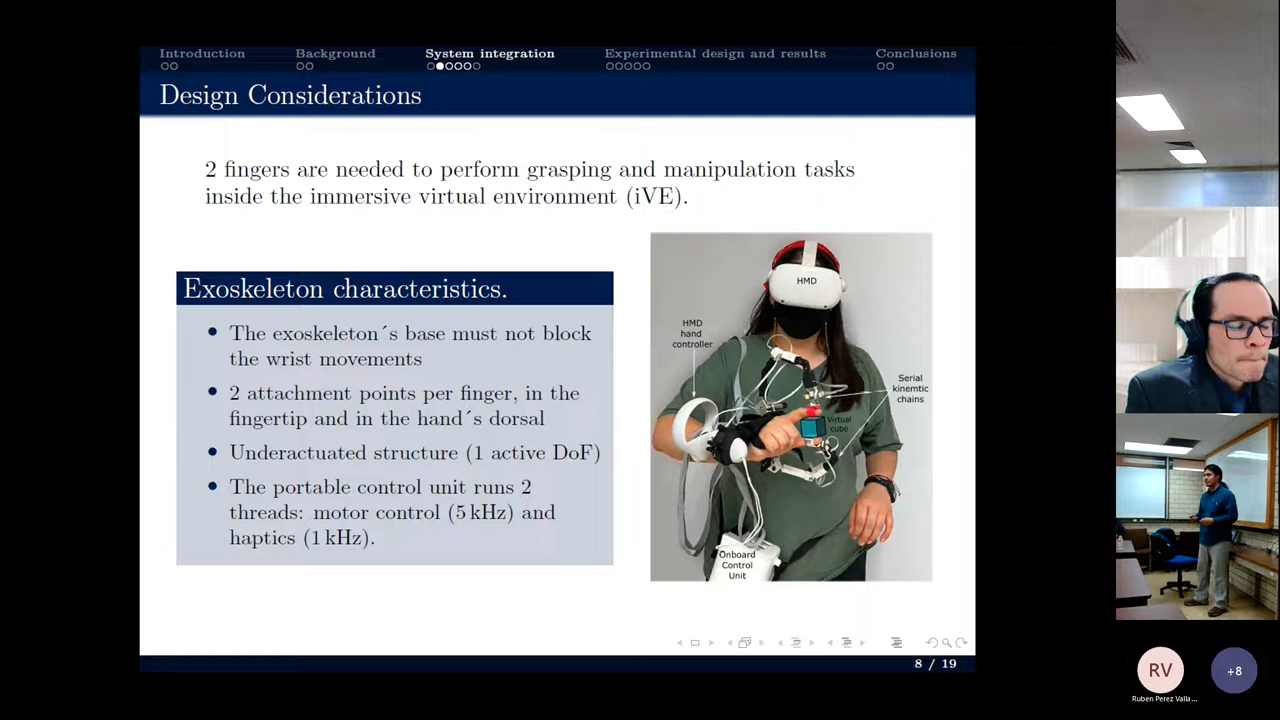 Introduction
Background
System integration
Experimental design and results
Conclusions
Design Considerations
2 fingers are needed to perform grasping and manipulation tasks
inside the immersive virtual environment (iVE).
Exoskeleton characteristics.
The exoskeleton´s base must not block
the wrist movements
2 attachment points per finger, in the
fingertip and in the hand´s dorsal
Underactuated structure (1 active DoF)
The portable control unit runs 2
threads: motor control (5 kHz) and
haptics (1 kHz).
HMD
HMD
hand
controller
Serial
kinemtic
chains
Virtual
cube
Onboard
Control
Unit
8 / 19
RV
+8
Ruben Perez Valla...